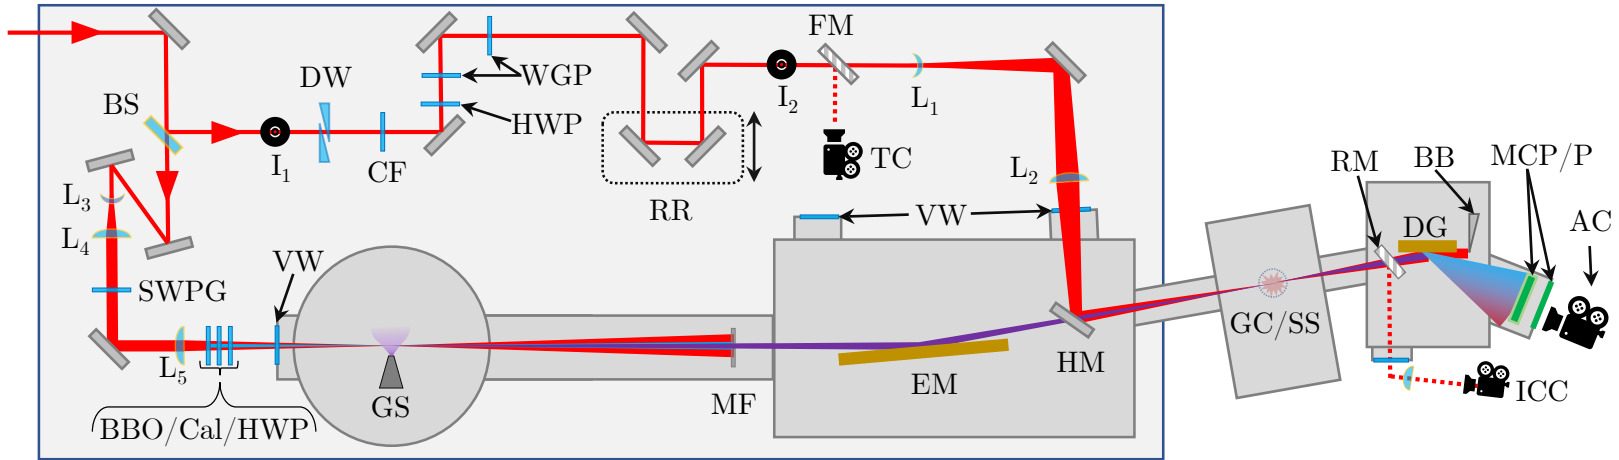 FM
DW
WGP
BS
I₂
L₁
HWP
I₁
CF
TC
RR
L₂
L₃
L₄
VW
VW
SWPG
L₅
GS
MF
EM
HM
BBO/Cal/HWP
RM
BB
MCP/P
DG
AC
GC/SS
ICC